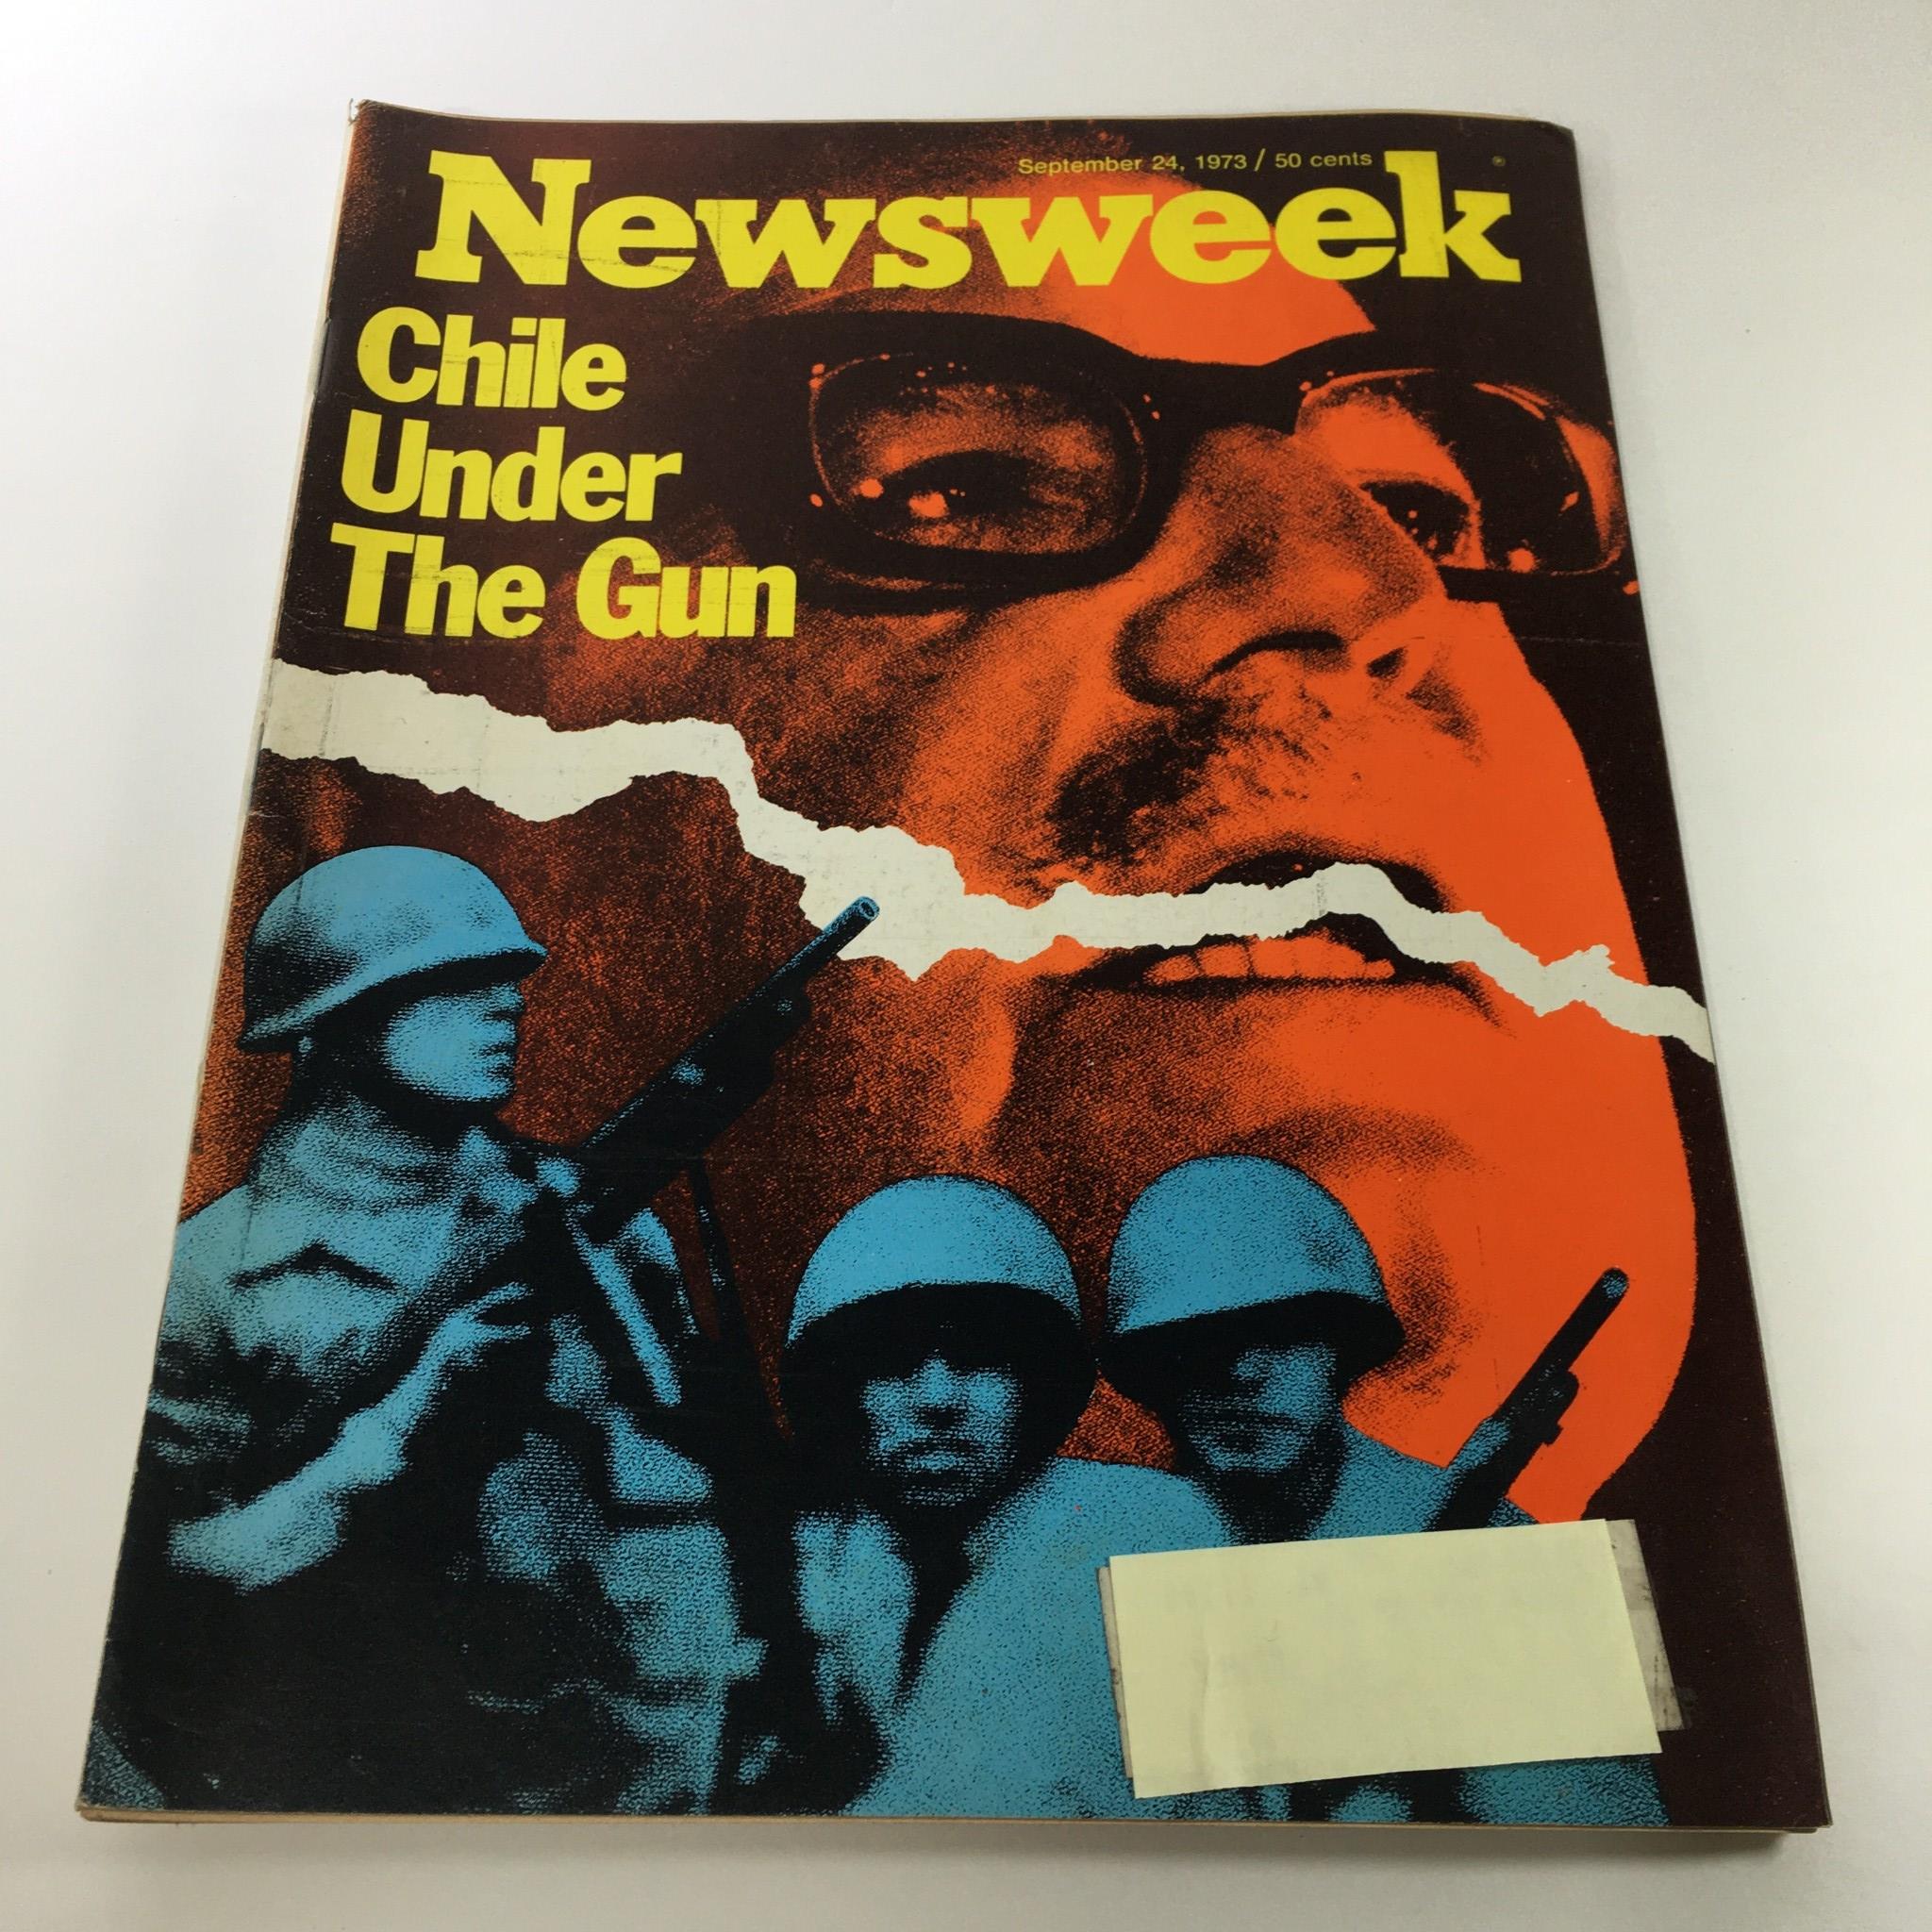 September 24, 1973 / 50 cents
Newsweek ®
Chile
Under
The Gun